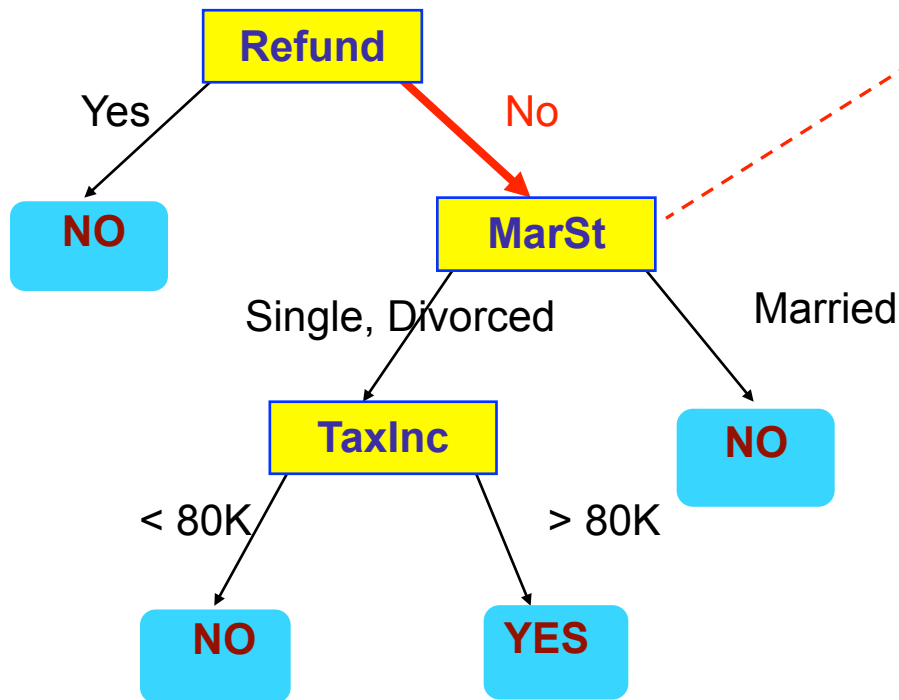 Refund
Yes
No
NO
MarSt
Single, Divorced
Married
TaxInc
NO
< 80K
> 80K
NO
YES